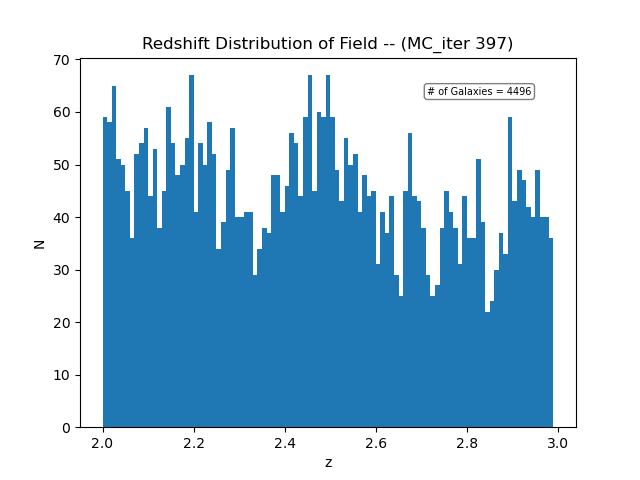 Redshift Distribution of Field -- (MC_iter 397)
# of Galaxies = 4496
70
60
50
40
30
20
10
0
N
2.0 2.2 2.4 2.6 2.8 3.0
z